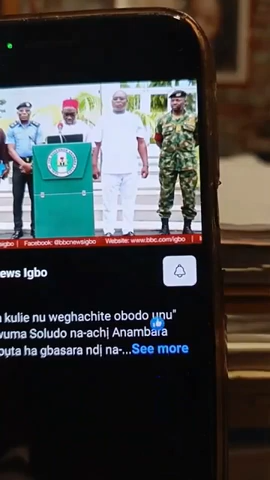 igbo | Facebook: @bbcnewsigbo | Website: www.bbc.com/igbo |
News Igbo
kulie nu weghachite obodo unu"
Soludo na-achị Anambara
ha gbasara ndị na-...See more